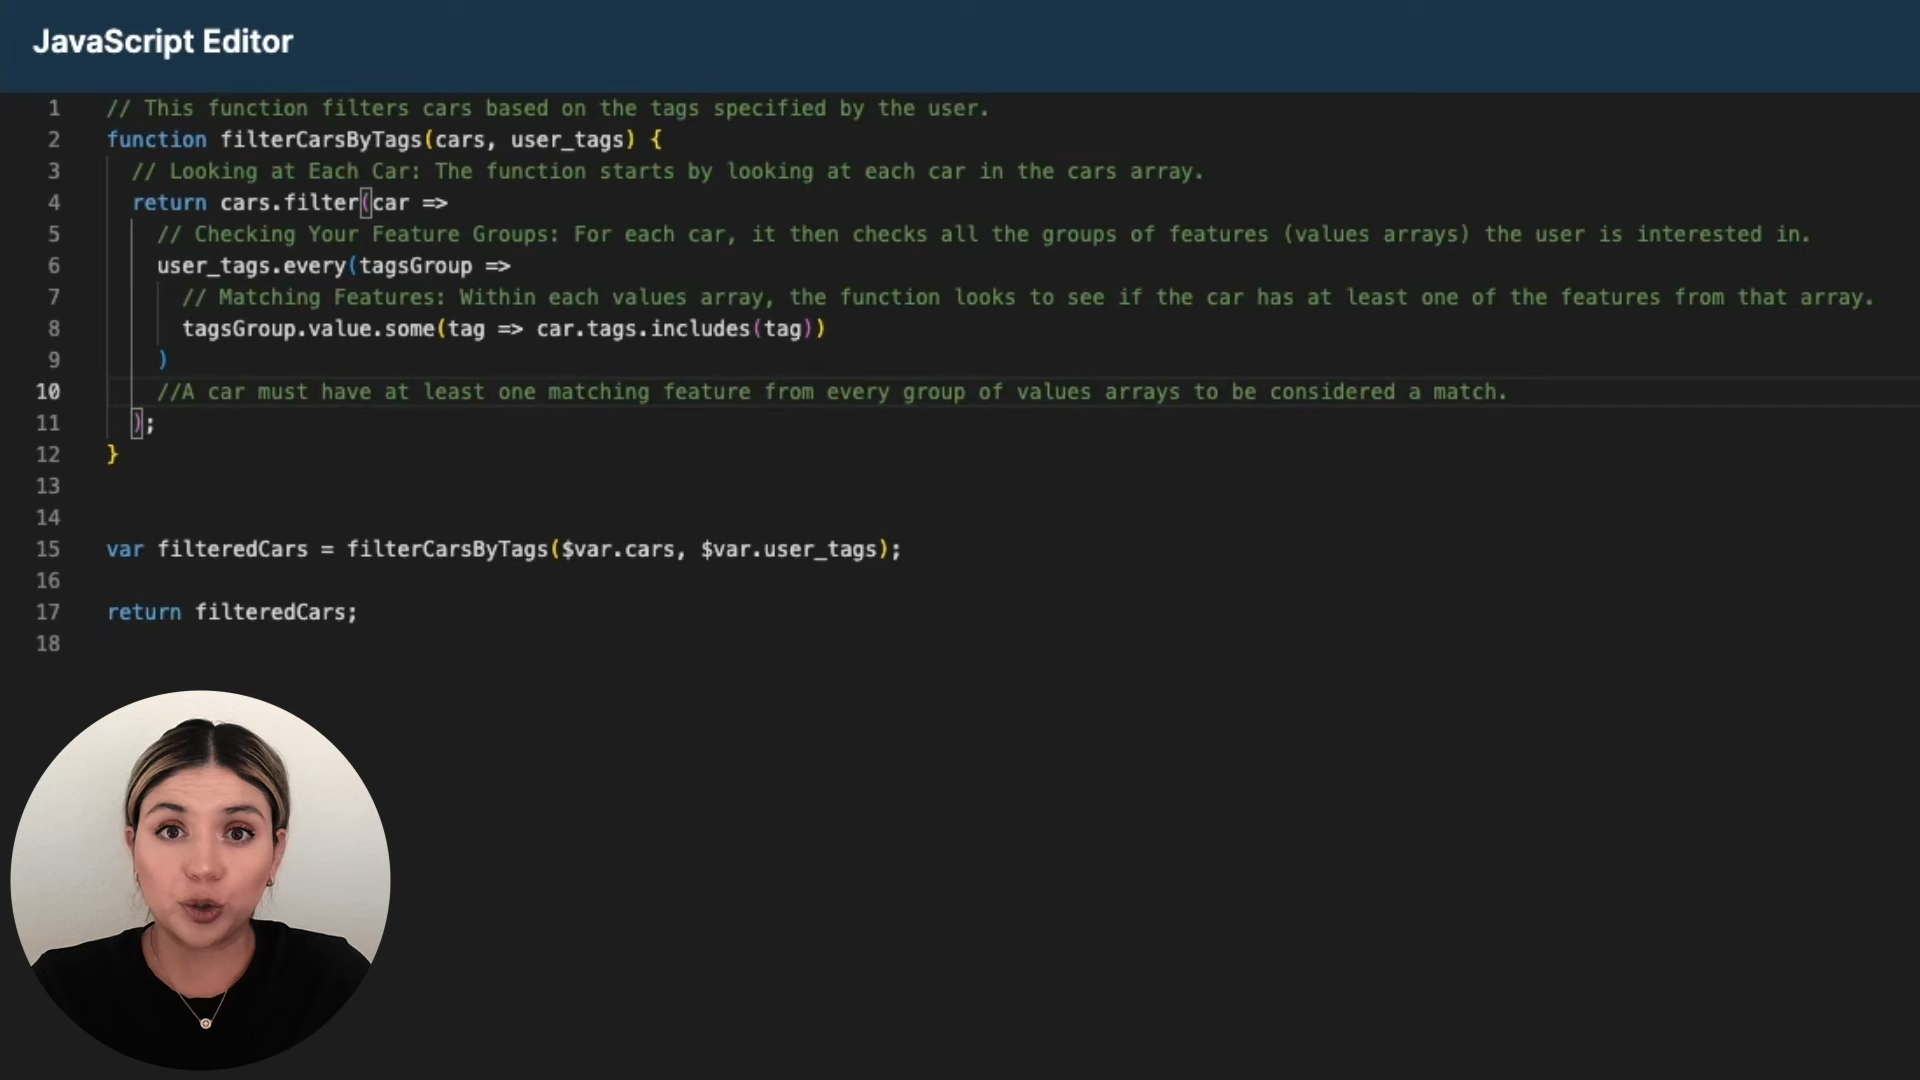 JavaScript Editor
1 // This function filters cars based on the tags specified by the user.
2 function filterCarsByTags(cars, user_tags) {
3 // Looking at Each Car: The function starts by looking at each car in the cars array.
4 return cars.filter(car =>
5 // Checking Your Feature Groups: For each car, it then checks all the groups of features (values arrays) the user is interested in.
6 user_tags.every(tagsGroup =>
7 // Matching Features: Within each values array, the function looks to see if the car has at least one of the features from that array.
8 tagsGroup.value.some(tag => car.tags.includes(tag))
9 )
10 //A car must have at least one matching feature from every group of values arrays to be considered a match.
11 );
12 }
13
14
15 var filteredCars = filterCarsByTags($var.cars, $var.user_tags);
16
17 return filteredCars;
18